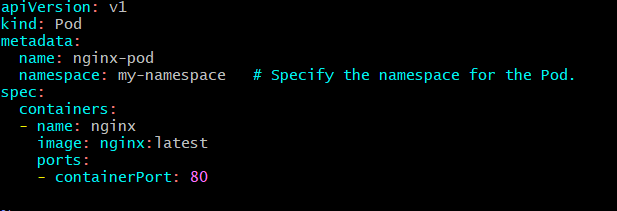 apiVersion: v1
kind: Pod
metadata:
  name: nginx-pod
  namespace: my-namespace   # Specify the namespace for the Pod.
spec:
  containers:
  - name: nginx
    image: nginx:latest
    ports:
    - containerPort: 80